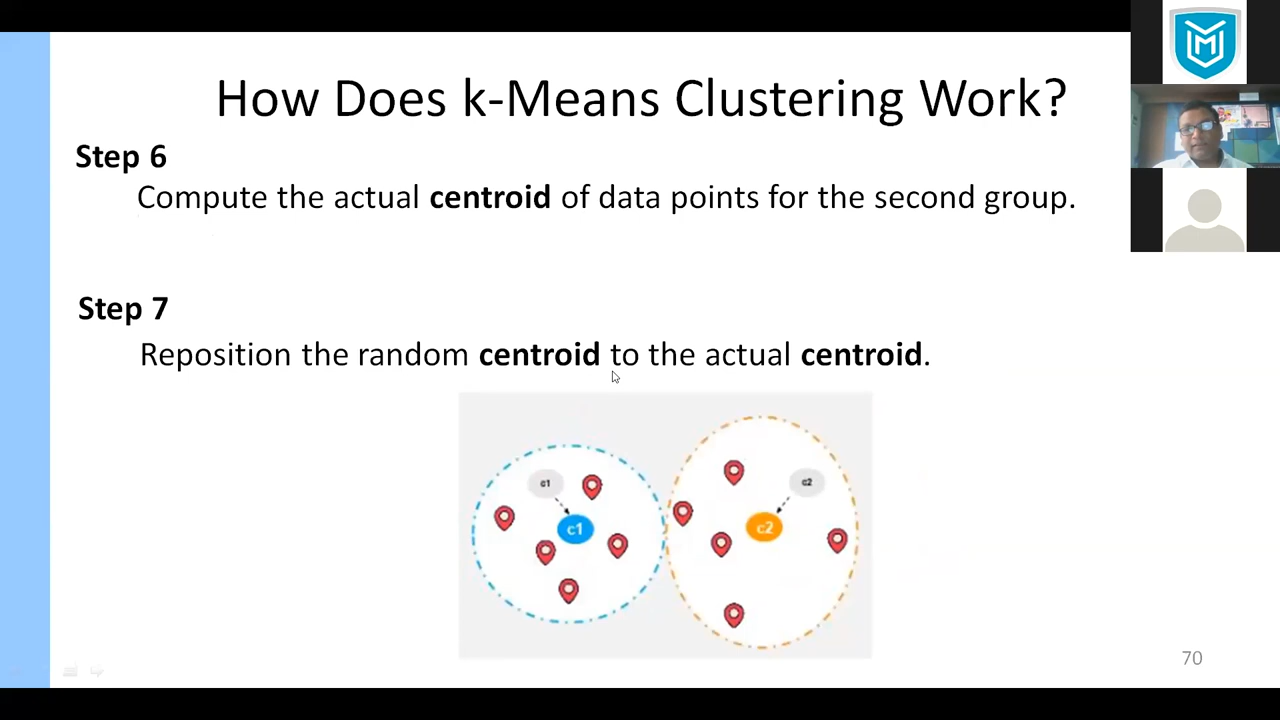 How Does k-Means Clustering Work?
Step 6
Compute the actual centroid of data points for the second group.
Step 7
Reposition the random centroid to the actual centroid.
c1
c2
c1
c2
70